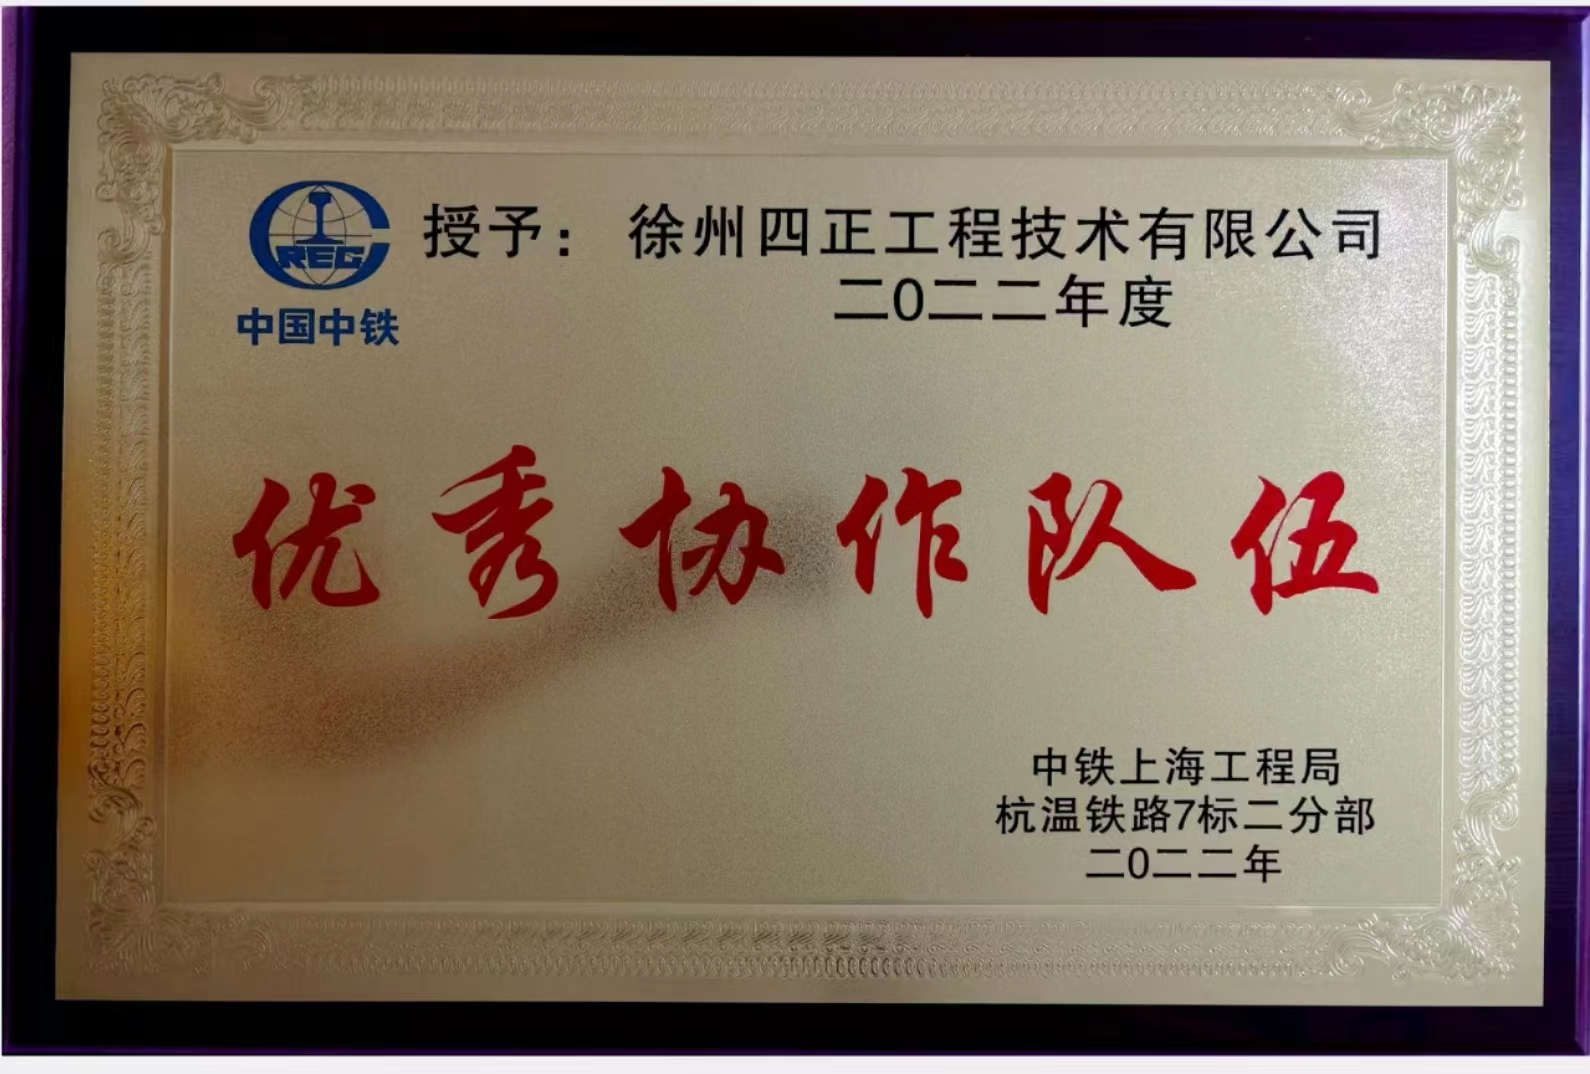 授予：徐州四正工程技术有限公司
二0二二年度
CREG
中国中铁
优秀协作队伍
中铁上海工程局
杭温铁路7标二分部
二0二二年